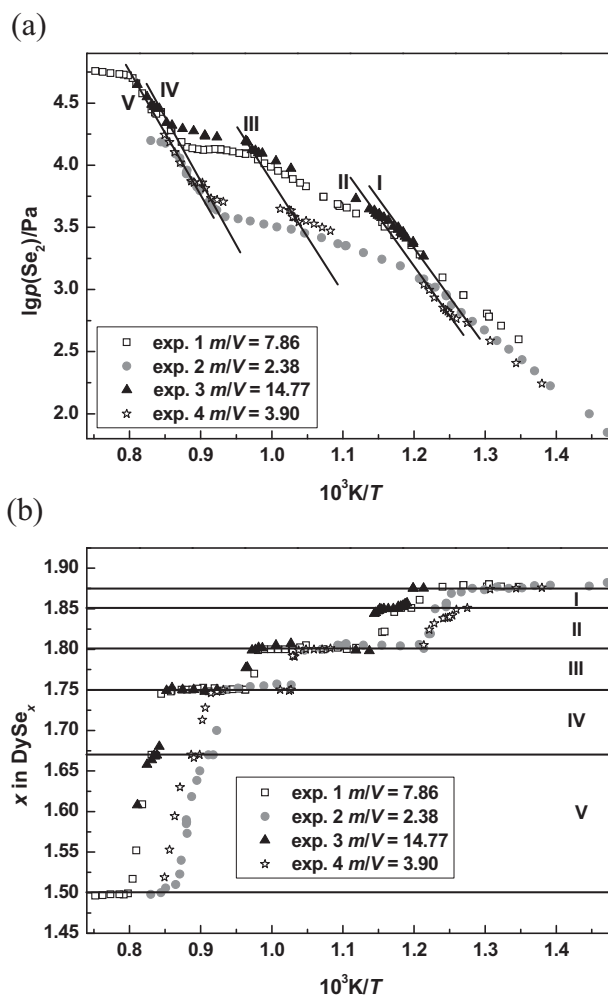 (a)
lgp(Se2)/Pa
4.5
4.0
3.5
3.0
2.5
2.0
V
IV
III
II
I
exp. 1 m/V = 7.86
exp. 2 m/V = 2.38
exp. 3 m/V = 14.77
exp. 4 m/V = 3.90
0.8 0.9 1.0 1.1 1.2 1.3 1.4
10³K/T
(b)
x in DySex
1.90
1.85
1.80
1.75
1.70
1.65
1.60
1.55
1.50
1.45
I
II
III
IV
V
exp. 1 m/V = 7.86
exp. 2 m/V = 2.38
exp. 3 m/V = 14.77
exp. 4 m/V = 3.90
0.8 0.9 1.0 1.1 1.2 1.3 1.4
10³K/T